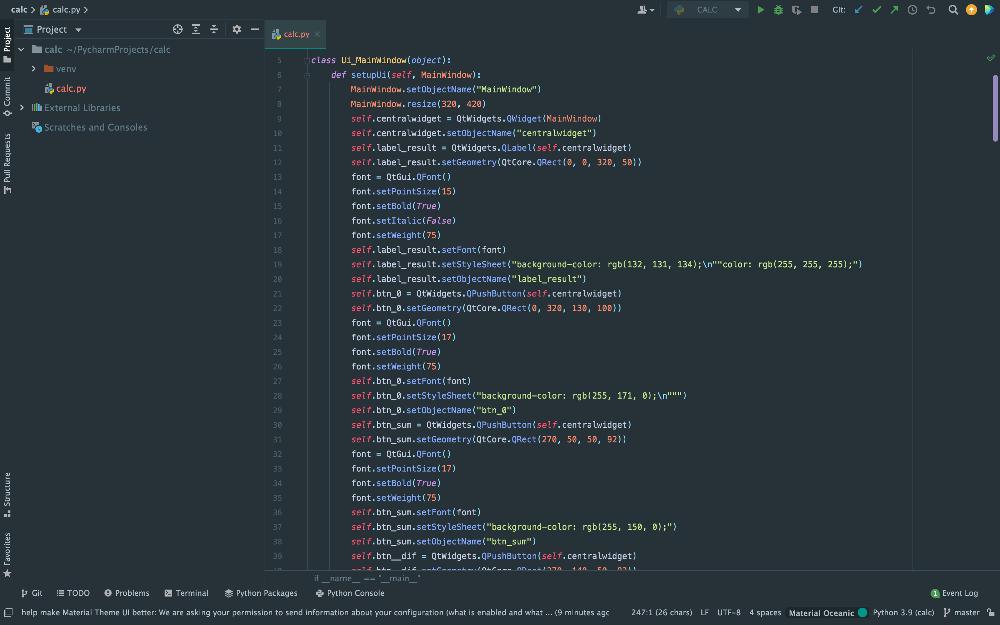 calc calc.py
CALC
Git:
Project
calc.py
calc ~/PycharmProjects/calc
venv
calc.py
External Libraries
Scratches and Consoles
Project
Commit
Pull Requests
Structure
Favorites
5 class Ui_MainWindow(object):
6 def setupUi(self, MainWindow):
7 MainWindow.setObjectName("MainWindow")
8 MainWindow.resize(320, 420)
9 self.centralwidget = QtWidgets.QWidget(MainWindow)
10 self.centralwidget.setObjectName("centralwidget")
11 self.label_result = QtWidgets.QLabel(self.centralwidget)
12 self.label_result.setGeometry(QtCore.QRect(0, 0, 320, 50))
13 font = QtGui.QFont()
14 font.setPointSize(15)
15 font.setBold(True)
16 font.setItalic(False)
17 font.setWeight(75)
18 self.label_result.setFont(font)
19 self.label_result.setStyleSheet("background-color: rgb(132, 131, 134);\n""color: rgb(255, 255, 255);")
20 self.label_result.setObjectName("label_result")
21 self.btn_0 = QtWidgets.QPushButton(self.centralwidget)
22 self.btn_0.setGeometry(QtCore.QRect(0, 320, 130, 100))
23 font = QtGui.QFont()
24 font.setPointSize(17)
25 font.setBold(True)
26 font.setWeight(75)
27 self.btn_0.setFont(font)
28 self.btn_0.setStyleSheet("background-color: rgb(255, 171, 0);\n""")
29 self.btn_0.setObjectName("btn_0")
30 self.btn_sum = QtWidgets.QPushButton(self.centralwidget)
31 self.btn_sum.setGeometry(QtCore.QRect(270, 50, 50, 92))
32 font = QtGui.QFont()
33 font.setPointSize(17)
34 font.setBold(True)
35 font.setWeight(75)
36 self.btn_sum.setFont(font)
37 self.btn_sum.setStyleSheet("background-color: rgb(255, 150, 0);")
38 self.btn_sum.setObjectName("btn_sum")
39 self.btn__dif = QtWidgets.QPushButton(self.centralwidget)
40 self.btn__dif.setGeometry(QtCore.QRect(270, 140, 50, 92))
if __name__ == "__main__"
Git TODO Problems Terminal Python Packages Python Console 1 Event Log
help make Material Theme UI better: We are asking your permission to send information about your configuration (what is enabled and what ... (9 minutes agc 247:1 (26 chars) LF UTF-8 4 spaces Material Oceanic Python 3.9 (calc) master